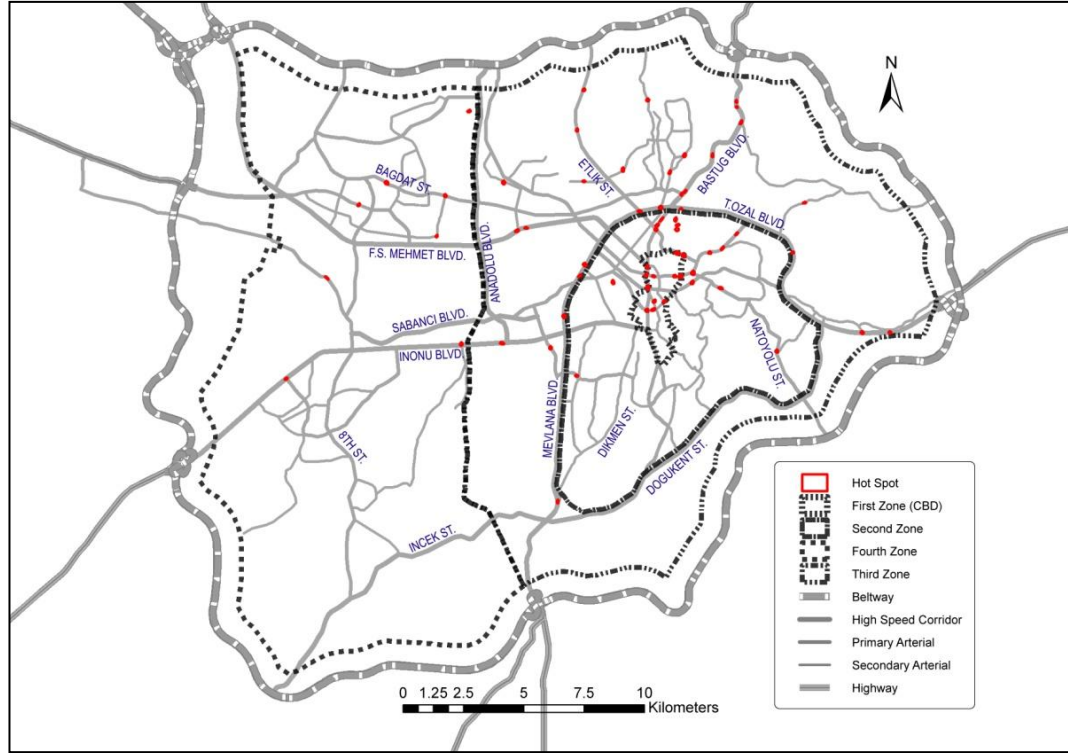 N
BAGDAT ST.
ETLIK ST.
BASTUG BLVD.
T.OZAL BLVD.
F.S. MEHMET BLVD.
ANADOLU BLVD.
SABANCI BLVD.
INONU BLVD.
NATOYOLU ST.
MEVLANA BLVD.
DIKMEN ST.
8TH ST.
DOGUKENT ST.
INCEK ST.
Hot Spot
First Zone (CBD)
Second Zone
Fourth Zone
Third Zone
Beltway
High Speed Corridor
Primary Arterial
Secondary Arterial
Highway
0 1.25 2.5 5 7.5 10
Kilometers